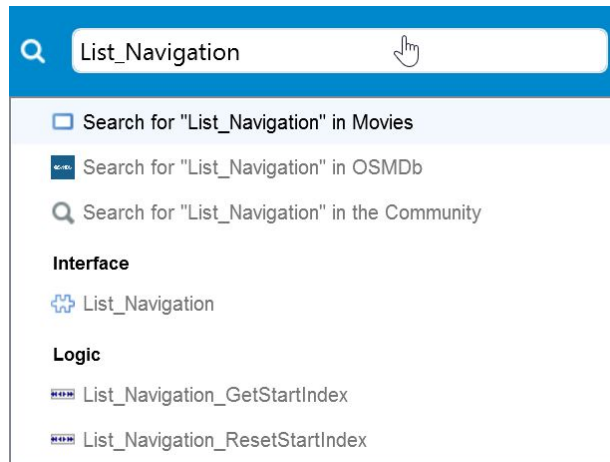 List_Navigation
Search for "List_Navigation" in Movies
Search for "List_Navigation" in OSMDb
Search for "List_Navigation" in the Community
Interface
List_Navigation
Logic
List_Navigation_GetStartIndex
List_Navigation_ResetStartIndex